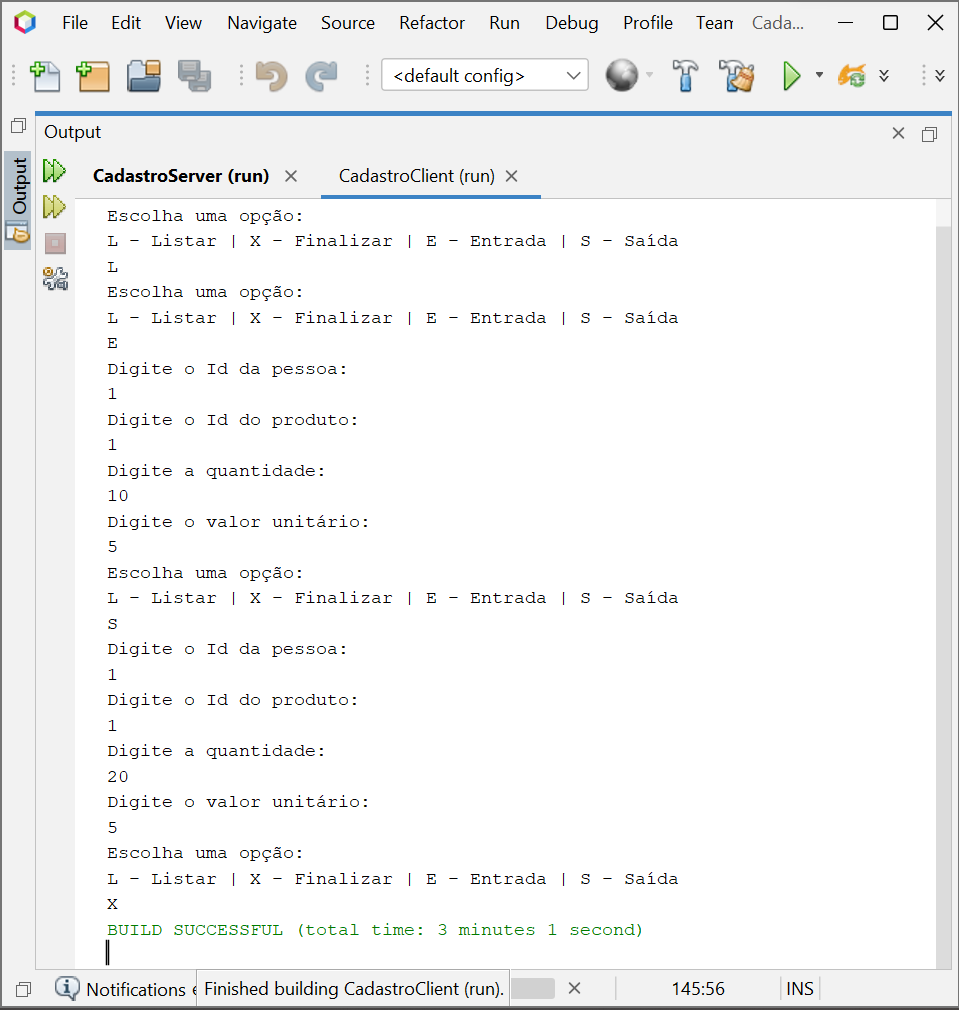 File Edit View Navigate Source Refactor Run Debug Profile Team Cada...
<default config>
Output
Output
CadastroServer (run) CadastroClient (run)
Escolha uma opção:
L - Listar | X - Finalizar | E - Entrada | S - Saída
L
Escolha uma opção:
L - Listar | X - Finalizar | E - Entrada | S - Saída
E
Digite o Id da pessoa:
1
Digite o Id do produto:
1
Digite a quantidade:
10
Digite o valor unitário:
5
Escolha uma opção:
L - Listar | X - Finalizar | E - Entrada | S - Saída
S
Digite o Id da pessoa:
1
Digite o Id do produto:
1
Digite a quantidade:
20
Digite o valor unitário:
5
Escolha uma opção:
L - Listar | X - Finalizar | E - Entrada | S - Saída
X
BUILD SUCCESSFUL (total time: 3 minutes 1 second)
Notifications Finished building CadastroClient (run). 145:56 INS